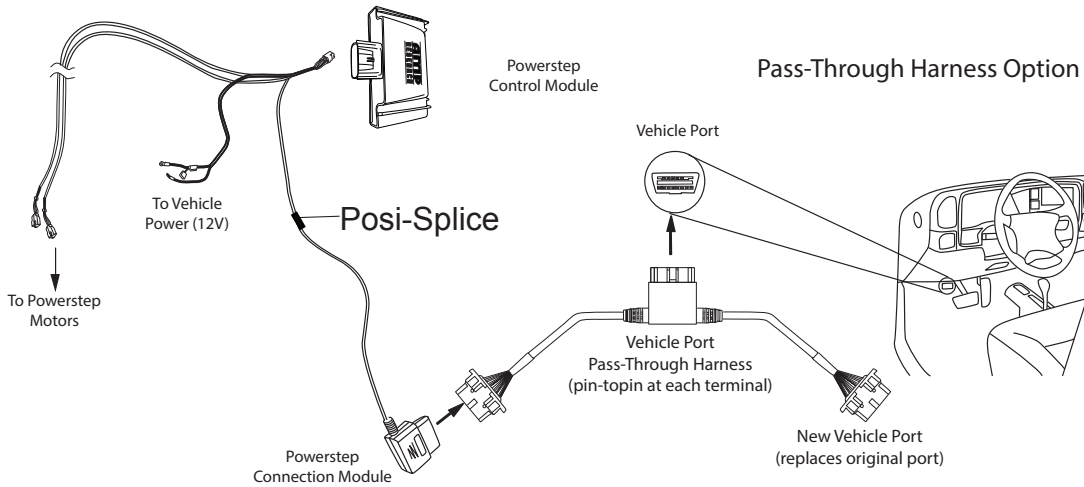 Pass-Through Harness Option
Powerstep
Control Module
Vehicle Port
To Vehicle
Power (12V)
Posi-Splice
To Powerstep
Motors
Vehicle Port
Pass-Through Harness
(pin-topin at each terminal)
Powerstep
Connection Module
New Vehicle Port
(replaces original port)